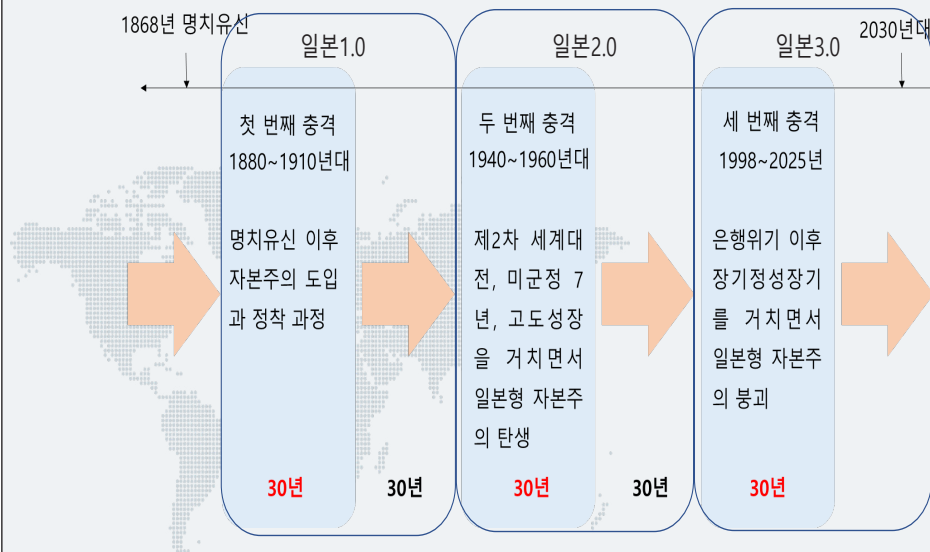 1868년 명치유신
일본1.0
일본2.0
일본3.0
2030년대
첫 번째 충격
1880~1910년대
명치유신 이후
자본주의 도입
과 정착 과정
30년
30년
두 번째 충격
1940~1960년대
제2차 세계대
전, 미군정 7
년, 고도성장
을 거치면서
일본형 자본주
의 탄생
30년
30년
세 번째 충격
1998~2025년
은행위기 이후
장기정성장기
를 거치면서
일본형 자본주
의 붕괴
30년